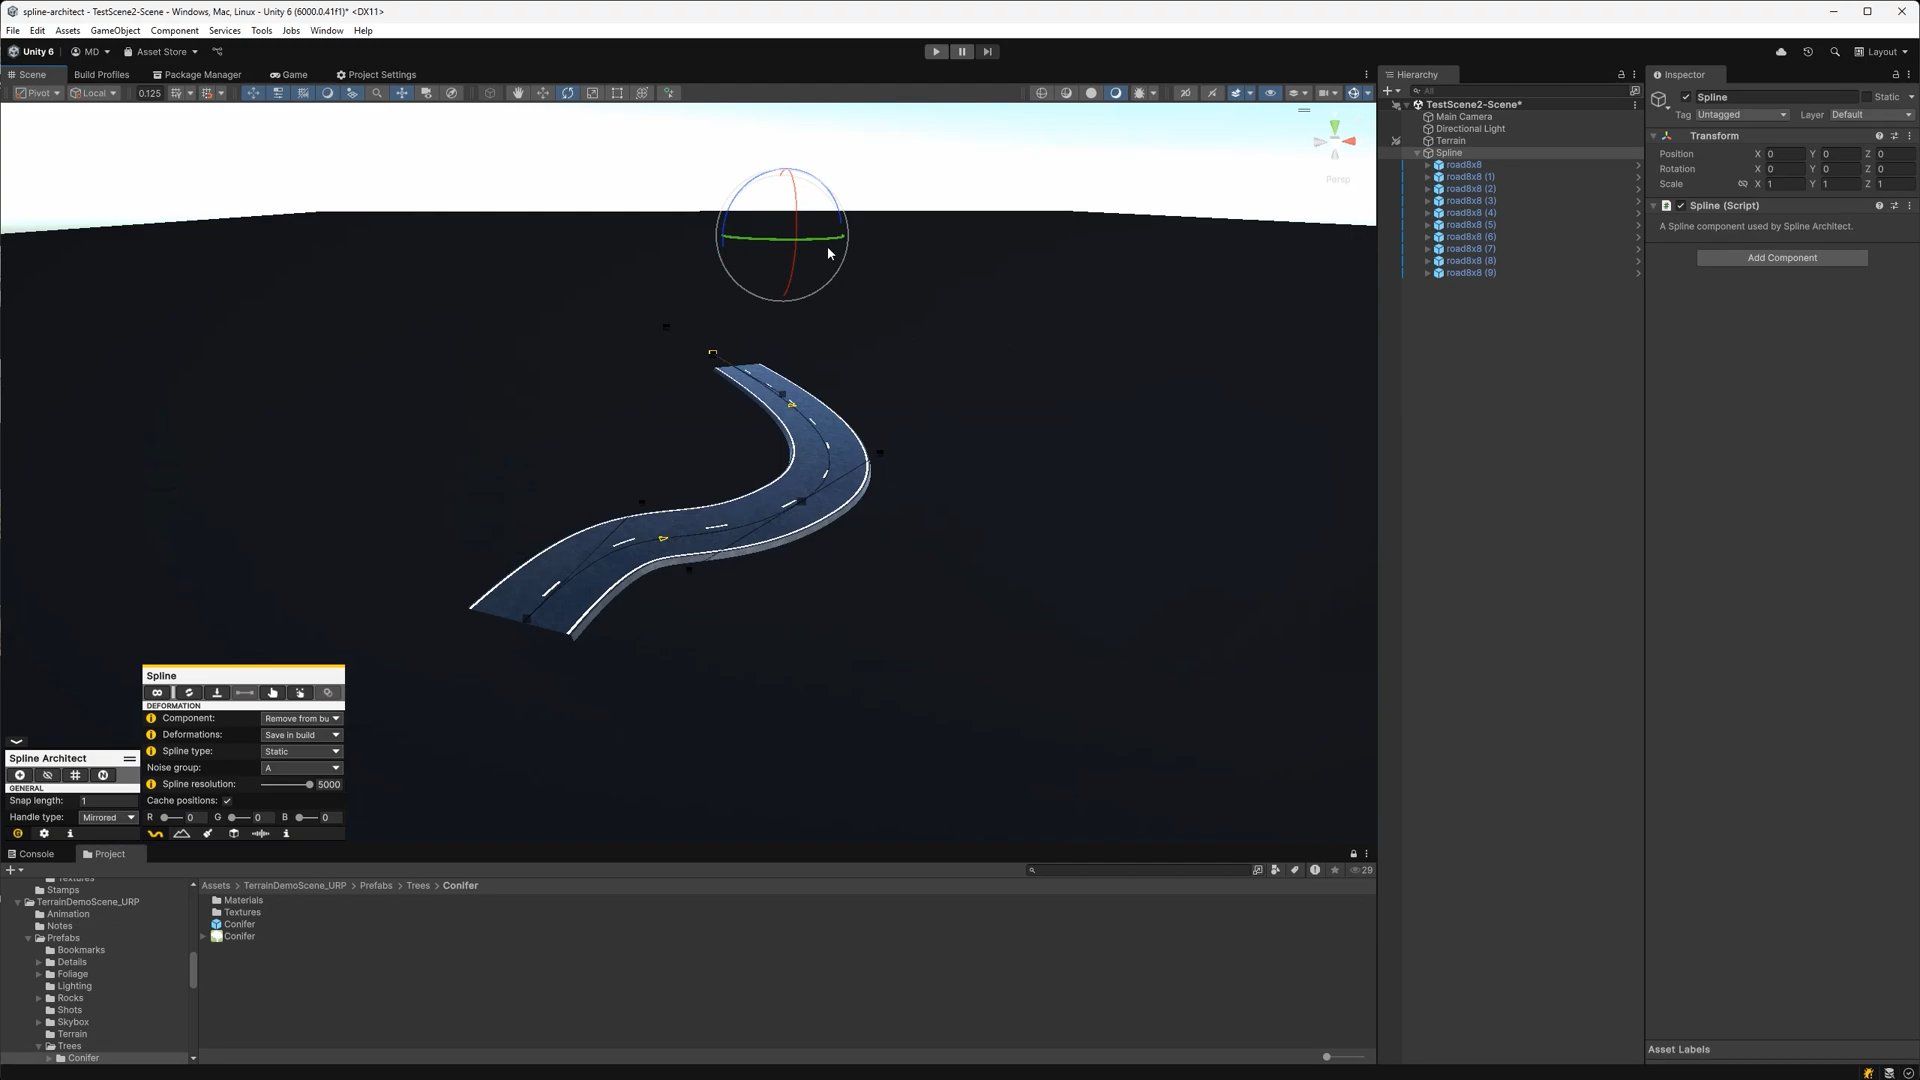 spline-architect - TestScene2-Scene - Windows, Mac, Linux - Unity 6 (6000.0.41f1)* <DX11>
File Edit Assets GameObject Component Services Tools Jobs Window Help
Unity 6 MD Asset Store Layout
Scene Build Profiles Package Manager Game Project Settings
Pivot Local 0.125
Persp
Hierarchy
All
TestScene2-Scene*
Main Camera
Directional Light
Terrain
Spline
road8x8
road8x8 (1)
road8x8 (2)
road8x8 (3)
road8x8 (4)
road8x8 (5)
road8x8 (6)
road8x8 (7)
road8x8 (8)
road8x8 (9)
Inspector
Spline Static
Tag Untagged Layer Default
Transform
Position X 0 Y 0 Z 0
Rotation X 0 Y 0 Z 0
Scale X 1 Y 1 Z 1
Spline (Script)
A Spline component used by Spline Architect.
Add Component
Asset Labels
Spline
DEFORMATION
Component: Remove from bu
Deformations: Save in build
Spline type: Static
Noise group: A
Spline resolution: 5000
Cache positions:
R 0 G 0 B 0
Spline Architect
N
GENERAL
Snap length: 1
Handle type: Mirrored
Console Project
29
Textures
Stamps
TerrainDemoScene_URP
Animation
Notes
Prefabs
Bookmarks
Details
Foliage
Lighting
Rocks
Shots
Skybox
Terrain
Trees
Conifer
Assets > TerrainDemoScene_URP > Prefabs > Trees > Conifer
Materials
Textures
Conifer
Conifer